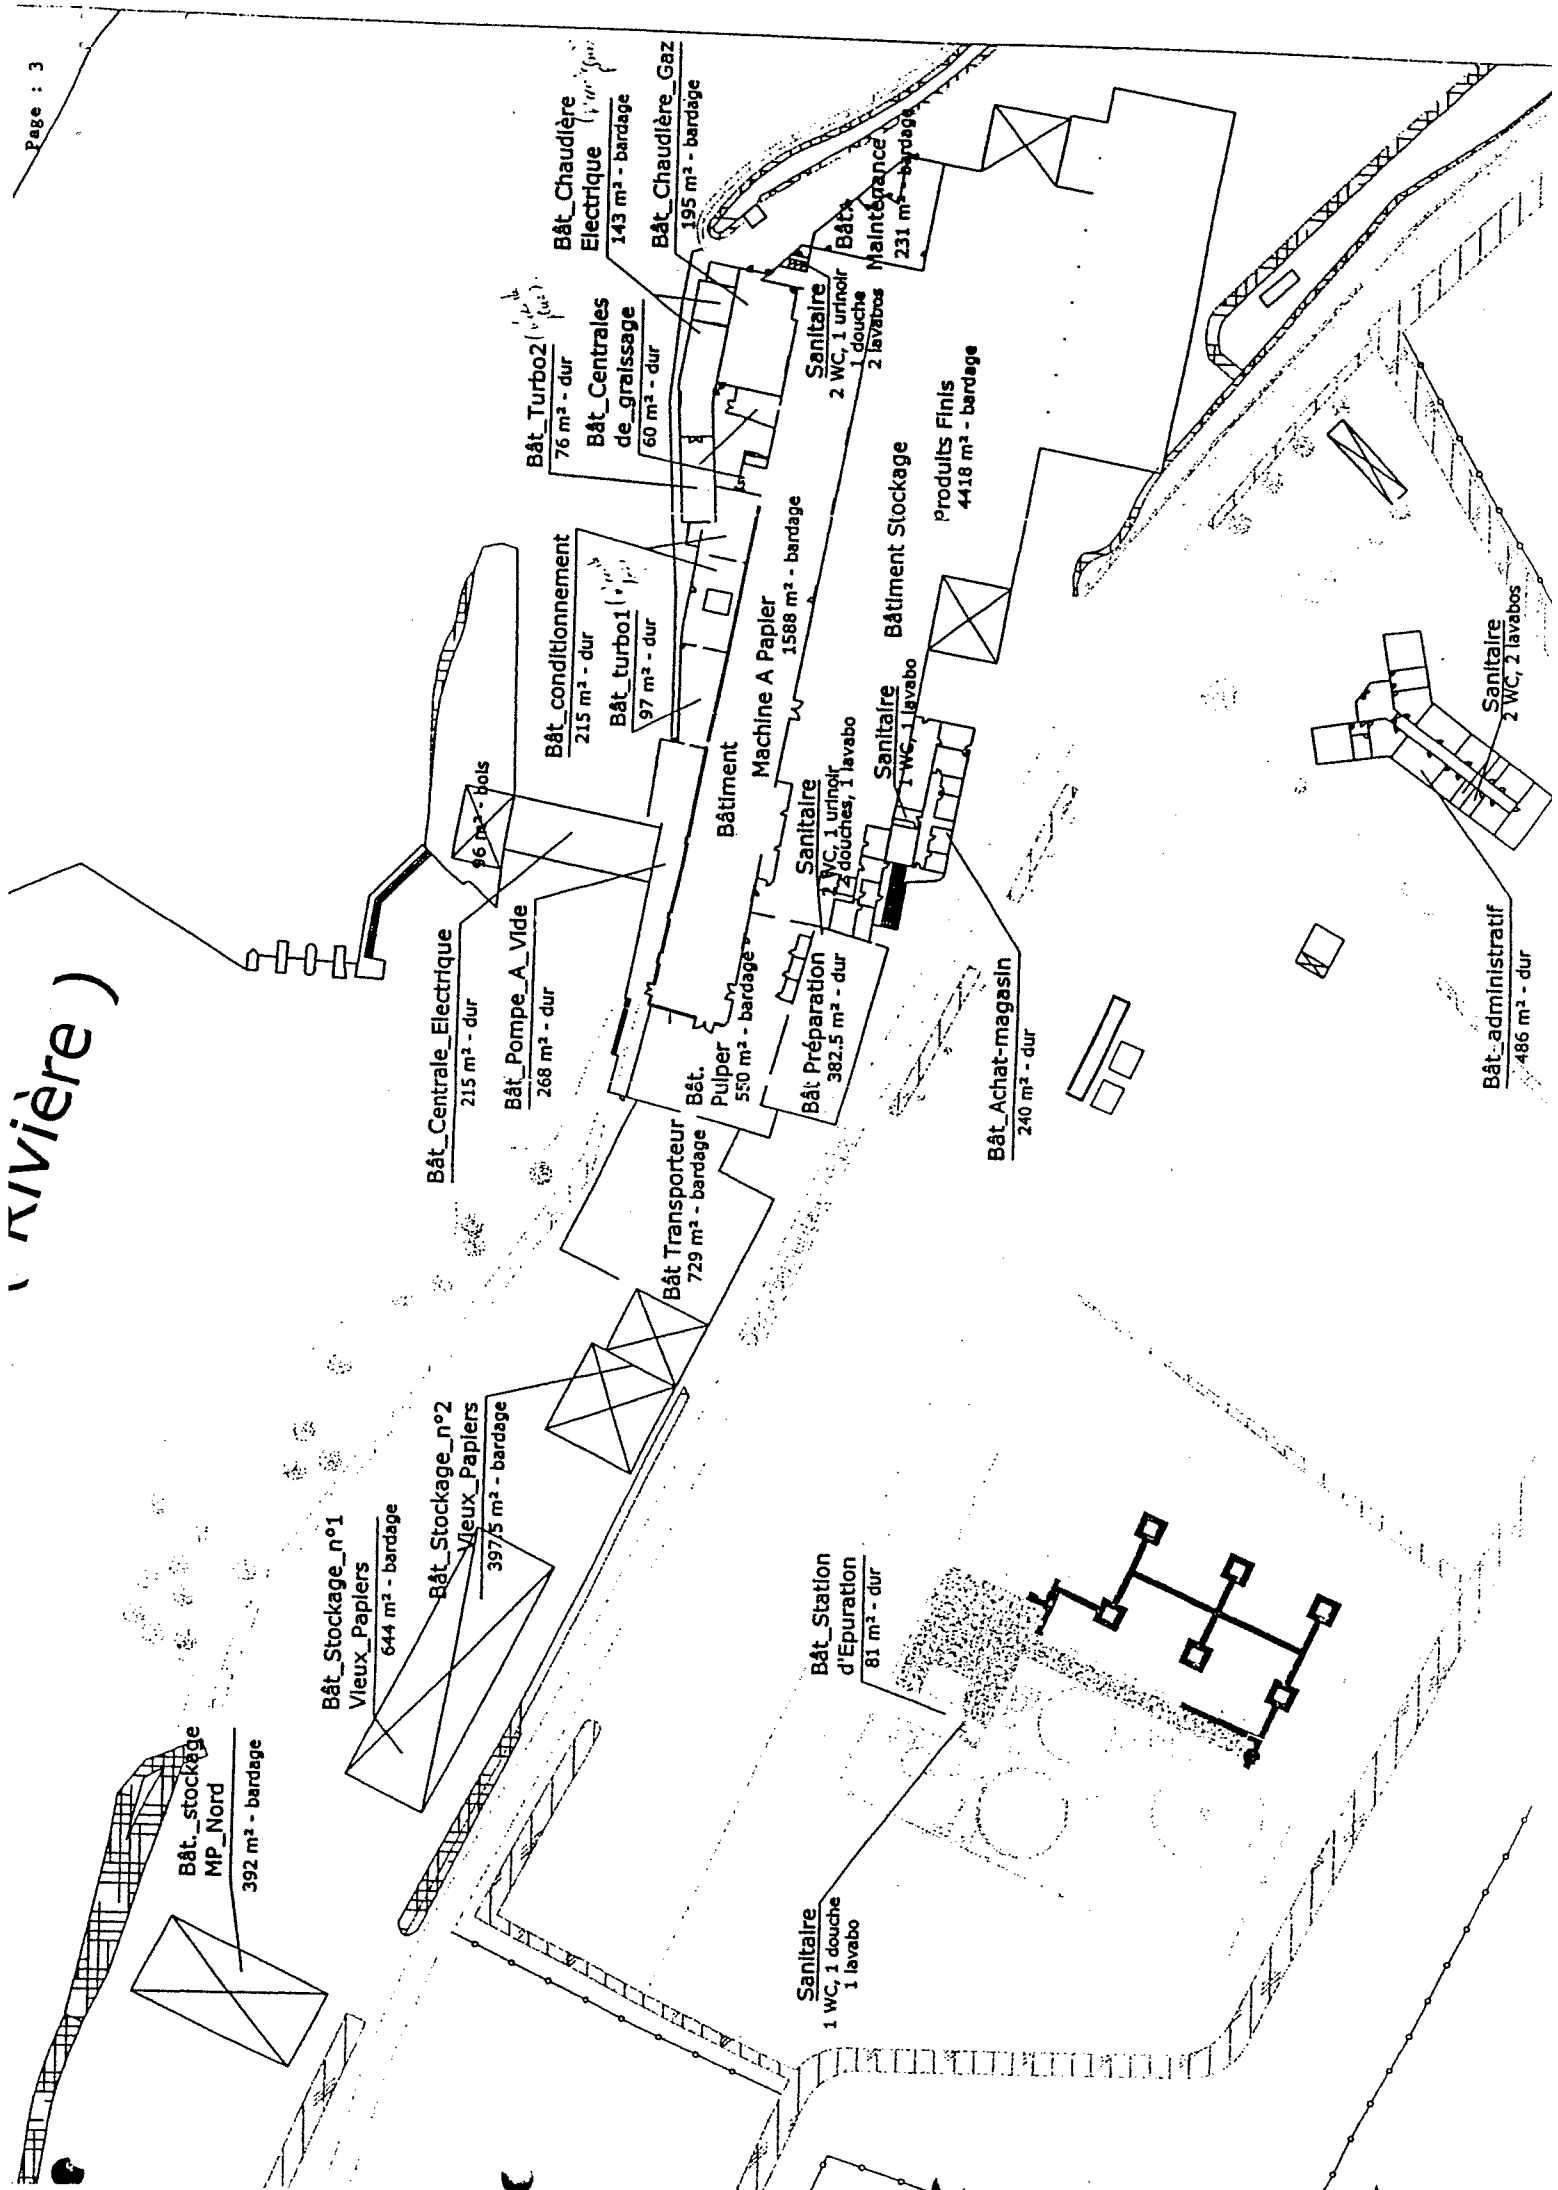 Page : 3
( Rivière )
Bât._stockage
MP_Nord
392 m² - bardage
Bât_Stockage_n°1
Vieux_Papiers
644 m² - bardage
Bât_Stockage_n°2
Vieux_Papiers
397.5 m² - bardage
Bât_Centrale_Electrique
215 m² - dur
Bât_Pompe_A_Vide
268 m² - dur
96 m² - bois
Bât_conditionnement
215 m² - dur
Bât_turbo1
97 m² - dur
Bât_Turbo2
76 m² - dur
Bât_Centrales
de_graissage
60 m² - dur
Bât_Chaudière
Electrique
143 m² - bardage
Bât_Chaudière_Gaz
195 m² - bardage
Bât Transporteur
729 m² - bardage
Bât.
Pulper
550 m² - bardage
Bât Préparation
382.5 m² - dur
Bâtiment
Machine A Papier
1588 m² - bardage
Sanitaire
2 WC, 1 urinoir
2 douches, 1 lavabo
Sanitaire
1 WC, 1 lavabo
Sanitaire
2 WC, 1 urinoir
1 douche
2 lavabos
Bât.
Maintenance
231 m² - bardage
Bâtiment Stockage
Produits Finis
4418 m² - bardage
Bât_Achat-magasin
240 m² - dur
Bât_Station
d'Epuration
81 m² - dur
Sanitaire
1 WC, 1 douche
1 lavabo
Bât_administratif
486 m² - dur
Sanitaire
2 WC, 2 lavabos